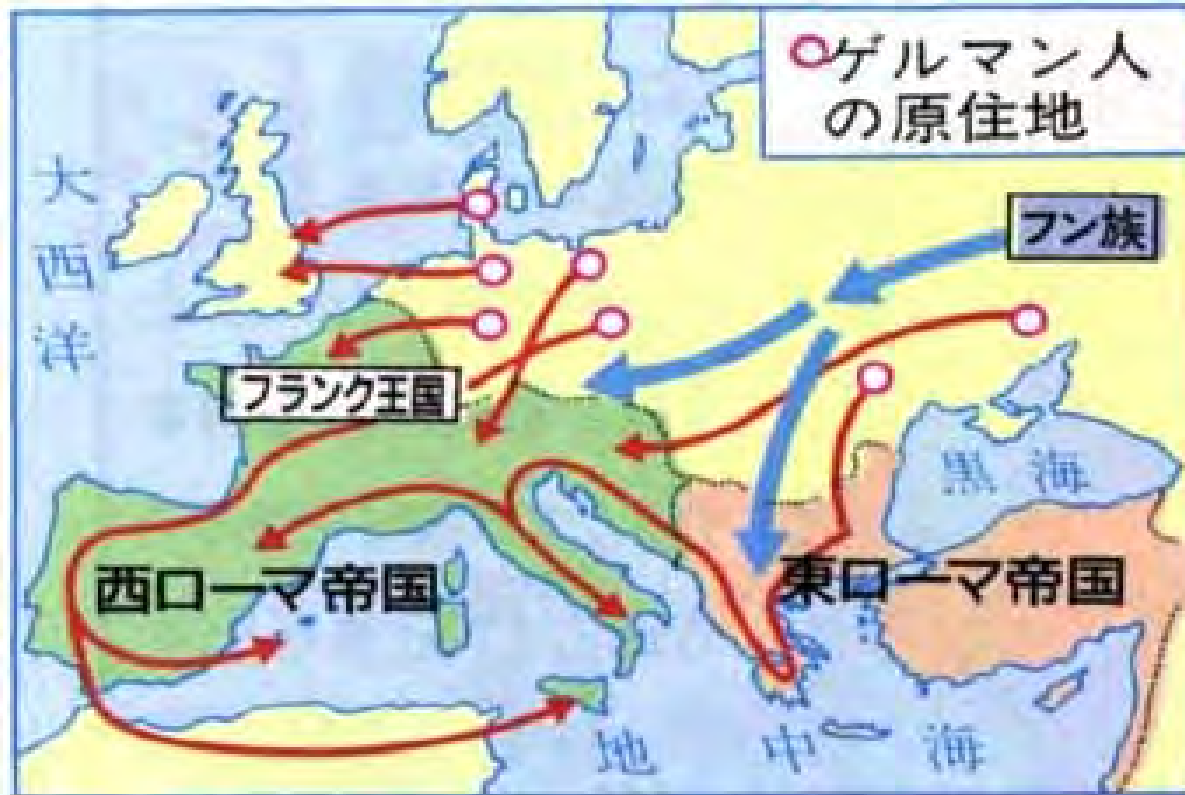 ゲルマン人
の原住地
大西洋
フン族
フランク王国
黒海
西ローマ帝国
東ローマ帝国
地中海